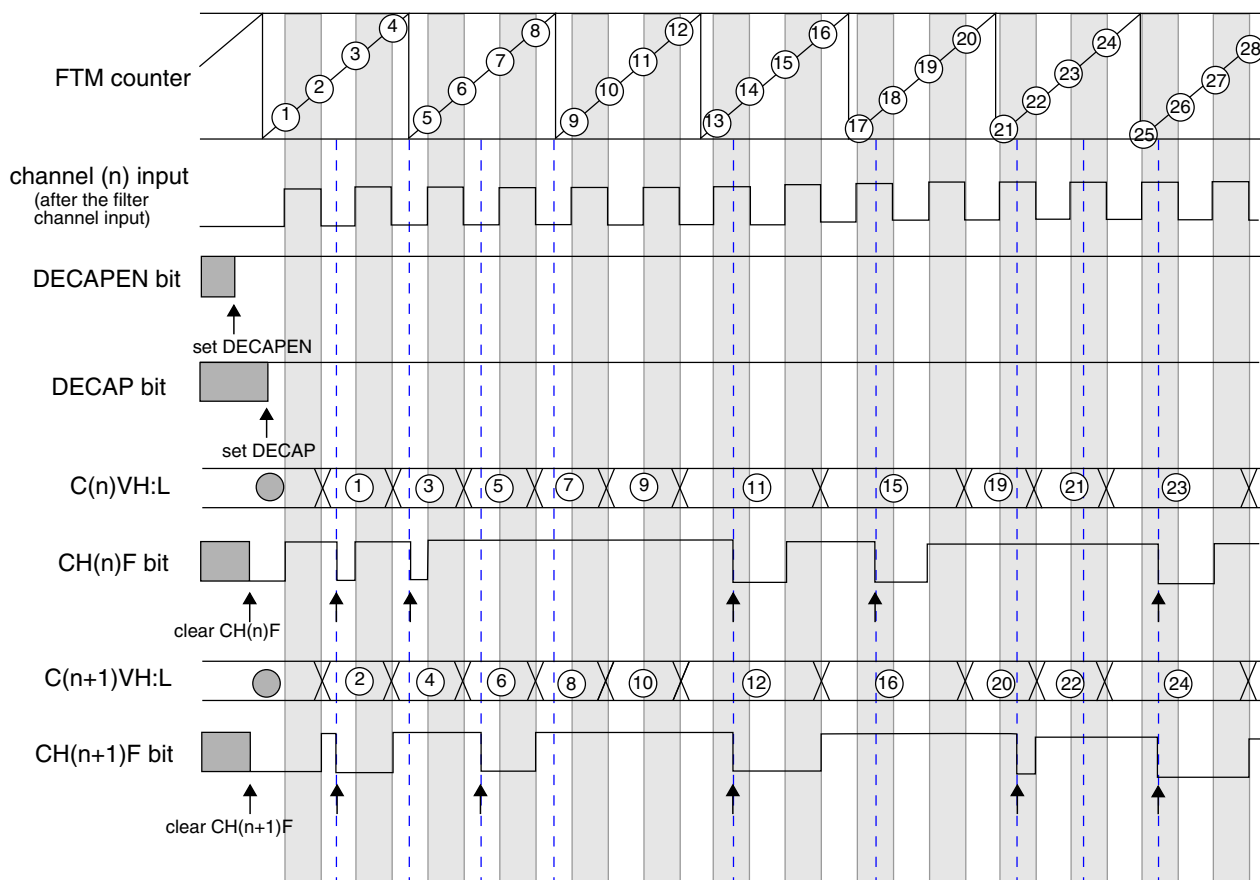 FTM counter
1 2 3 4 5 6 7 8 9 10 11 12 13 14 15 16 17 18 19 20 21 22 23 24 25 26 27 28
channel (n) input
(after the filter
channel input)
DECAPEN bit
set DECAPEN
DECAP bit
set DECAP
C(n)VH:L
1 3 5 7 9 11 15 19 21 23
CH(n)F bit
clear CH(n)F
C(n+1)VH:L
2 4 6 8 10 12 16 20 22 24
CH(n+1)F bit
clear CH(n+1)F